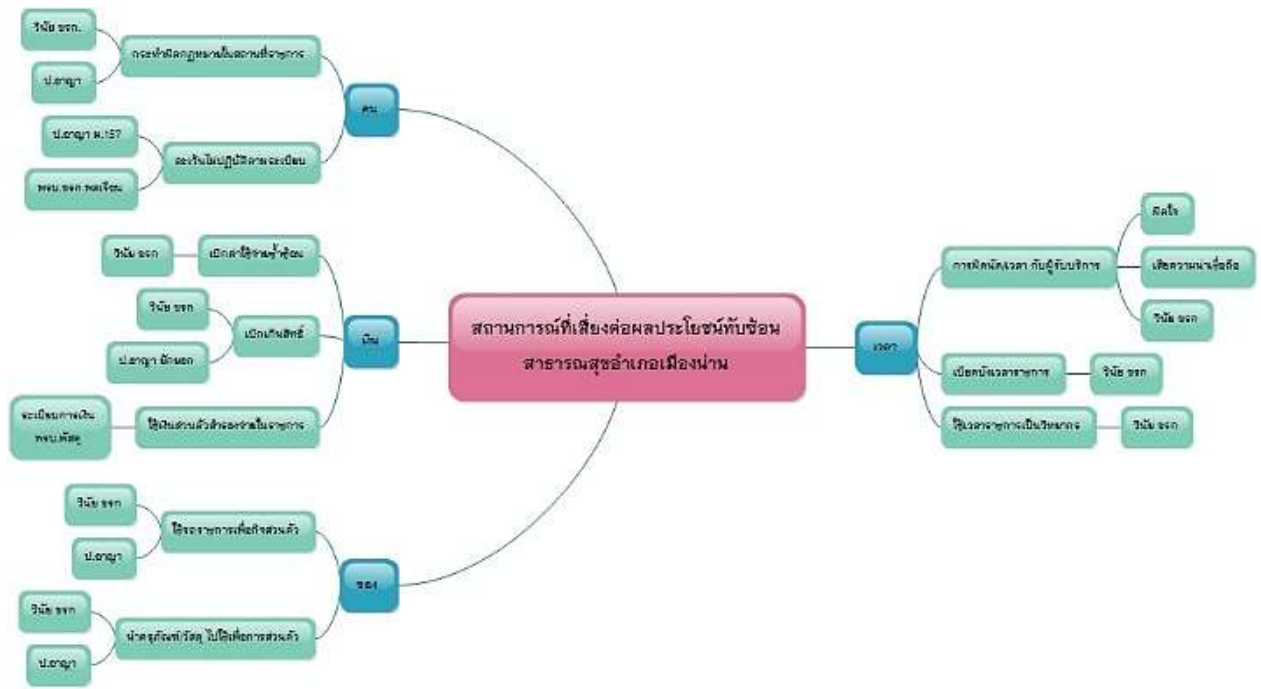 สถานการณ์ที่เสี่ยงต่อผลประโยชน์ทับซ้อน
สาธารณสุขอำเภอเมืองน่าน
คน
กระทำผิดกฎหมายในสถานที่ราชการ
วินัย ขรก.
ป.อาญา
ละเว้นไม่ปฏิบัติตามระเบียบ
ป.อาญา ม.157
พรบ.ขรก.พลเรือน
เงิน
เบิกค่าใช้จ่ายซ้ำซ้อน
วินัย ขรก
เบิกเกินสิทธิ์
วินัย ขรก
ป.อาญา ยักยอก
ใช้เงินส่วนตัวสำรองจ่ายในราชการ
ระเบียบการเงิน
พรบ.พัสดุ
ของ
ใช้รถราชการเพื่อกิจส่วนตัว
วินัย ขรก
ป.อาญา
นำครุภัณฑ์/วัสดุ ไปใช้เพื่อการส่วนตัว
วินัย ขรก
ป.อาญา
เวลา
การผิดนัด/เวลา กับผู้รับบริการ
ผิดใจ
เสียความน่าเชื่อถือ
วินัย ขรก
เบียดบังเวลาราชการ
วินัย ขรก
ใช้เวลาราชการเป็นวิทยากร
วินัย ขรก